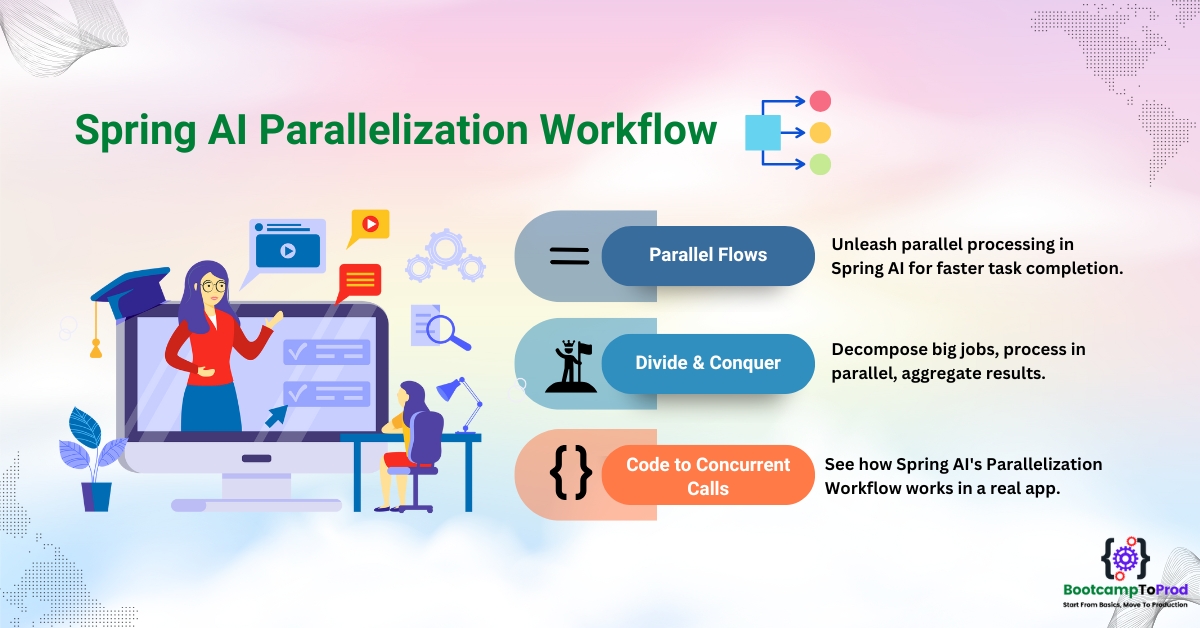 Spring AI Parallelization Workflow
Parallel Flows
Unleash parallel processing in
Spring AI for faster task completion.
Divide & Conquer
Decompose big jobs, process in
parallel, aggregate results.
{}
Code to Concurrent
Calls
See how Spring AI's Parallelization
Workflow works in a real app.
BootcampToProd
Start From Basics, Move To Production